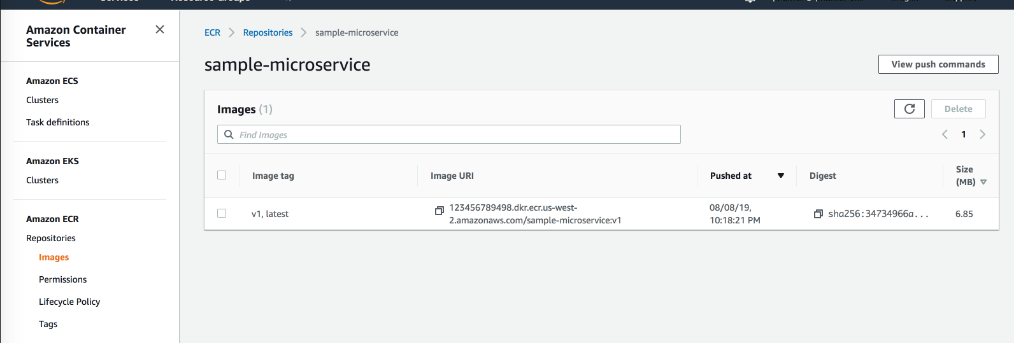 Amazon Container
Services
Amazon ECS
Clusters
Task definitions
Amazon EKS
Clusters
Amazon ECR
Repositories
Images
Permissions
Lifecycle Policy
Tags
ECR > Repositories > sample-microservice
sample-microservice
View push commands
Images (1)
Delete
Find Images
1
Image tag
Image URI
Pushed at
Digest
Size
(MB)
v1, latest
123456789498.dkr.ecr.us-west-
2.amazonaws.com/sample-microservice:v1
08/08/19,
10:18:21 PM
sha256:34734966a...
6.85